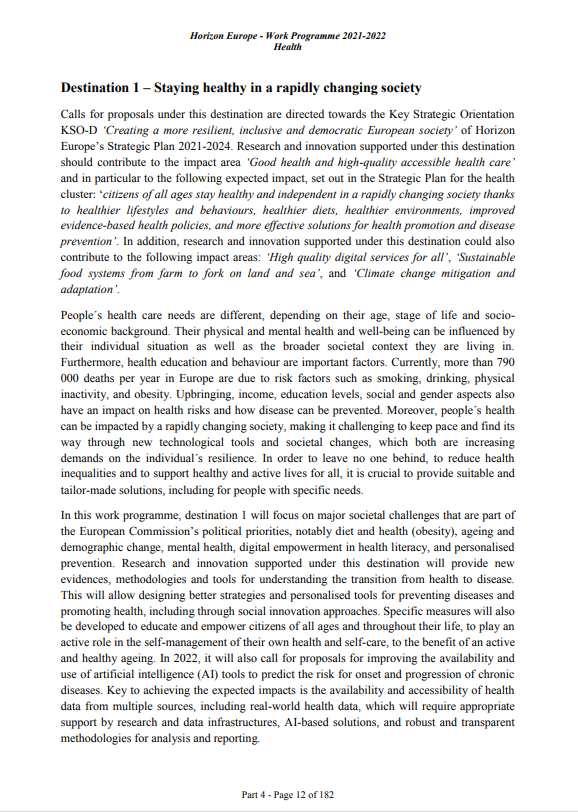 Horizon Europe - Work Programme 2021-2022
Health
Destination 1 – Staying healthy in a rapidly changing society
Calls for proposals under this destination are directed towards the Key Strategic Orientation
KSO-D ‘Creating a more resilient, inclusive and democratic European society’ of Horizon
Europe’s Strategic Plan 2021-2024. Research and innovation supported under this destination
should contribute to the impact area ‘Good health and high-quality accessible health care’
and in particular to the following expected impact, set out in the Strategic Plan for the health
cluster: ‘citizens of all ages stay healthy and independent in a rapidly changing society thanks
to healthier lifestyles and behaviours, healthier diets, healthier environments, improved
evidence-based health policies, and more effective solutions for health promotion and disease
prevention’. In addition, research and innovation supported under this destination could also
contribute to the following impact areas: ‘High quality digital services for all’, ‘Sustainable
food systems from farm to fork on land and sea’, and ‘Climate change mitigation and
adaptation’.
People´s health care needs are different, depending on their age, stage of life and socio-
economic background. Their physical and mental health and well-being can be influenced by
their individual situation as well as the broader societal context they are living in.
Furthermore, health education and behaviour are important factors. Currently, more than 790
000 deaths per year in Europe are due to risk factors such as smoking, drinking, physical
inactivity, and obesity. Upbringing, income, education levels, social and gender aspects also
have an impact on health risks and how disease can be prevented. Moreover, people´s health
can be impacted by a rapidly changing society, making it challenging to keep pace and find its
way through new technological tools and societal changes, which both are increasing
demands on the individual´s resilience. In order to leave no one behind, to reduce health
inequalities and to support healthy and active lives for all, it is crucial to provide suitable and
tailor-made solutions, including for people with specific needs.
In this work programme, destination 1 will focus on major societal challenges that are part of
the European Commission’s political priorities, notably diet and health (obesity), ageing and
demographic change, mental health, digital empowerment in health literacy, and personalised
prevention. Research and innovation supported under this destination will provide new
evidences, methodologies and tools for understanding the transition from health to disease.
This will allow designing better strategies and personalised tools for preventing diseases and
promoting health, including through social innovation approaches. Specific measures will also
be developed to educate and empower citizens of all ages and throughout their life, to play an
active role in the self-management of their own health and self-care, to the benefit of an active
and healthy ageing. In 2022, it will also call for proposals for improving the availability and
use of artificial intelligence (AI) tools to predict the risk for onset and progression of chronic
diseases. Key to achieving the expected impacts is the availability and accessibility of health
data from multiple sources, including real-world health data, which will require appropriate
support by research and data infrastructures, AI-based solutions, and robust and transparent
methodologies for analysis and reporting.
Part 4 - Page 12 of 182